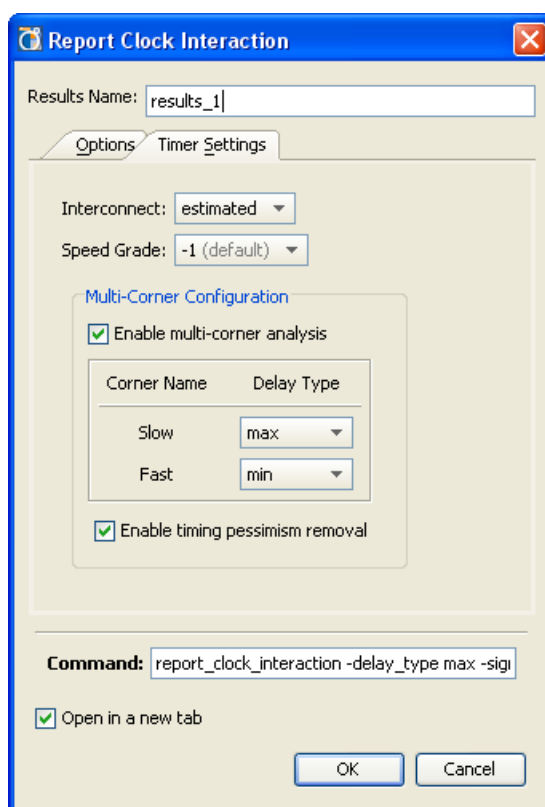 Report Clock Interaction
Results Name: results_1
Options Timer Settings
Interconnect: estimated
Speed Grade: -1 (default)
Multi-Corner Configuration
Enable multi-corner analysis
Corner Name Delay Type
Slow max
Fast min
Enable timing pessimism removal
Command: report_clock_interaction -delay_type max
Open in a new tab
OK Cancel